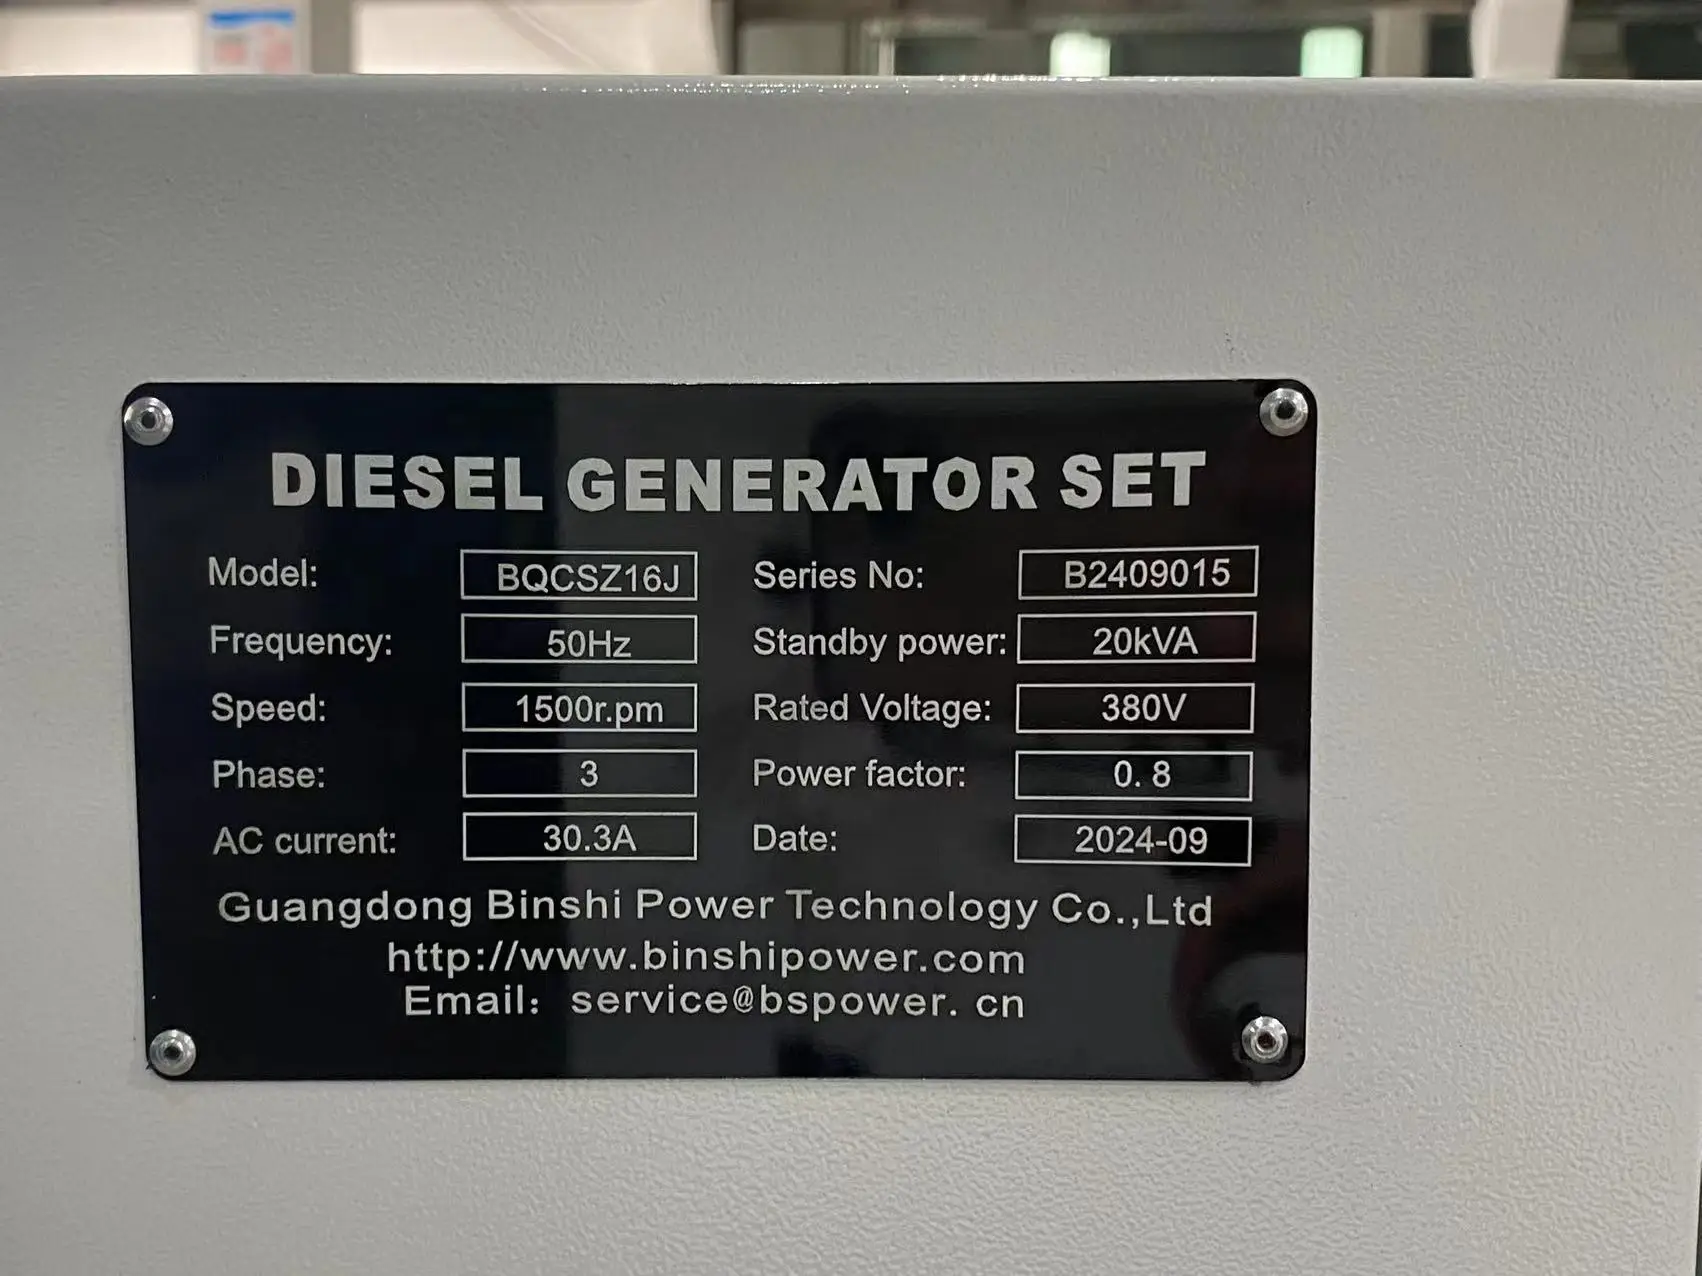 DIESEL GENERATOR SET
Model: BQCSZ16J Series No: B2409015
Frequency: 50Hz Standby power: 20kVA
Speed: 1500r.pm Rated Voltage: 380V
Phase: 3 Power factor: 0. 8
AC current: 30.3A Date: 2024-09
Guangdong Binshi Power Technology Co.,Ltd
http://www.binshipower.com
Email: service@bspower. cn